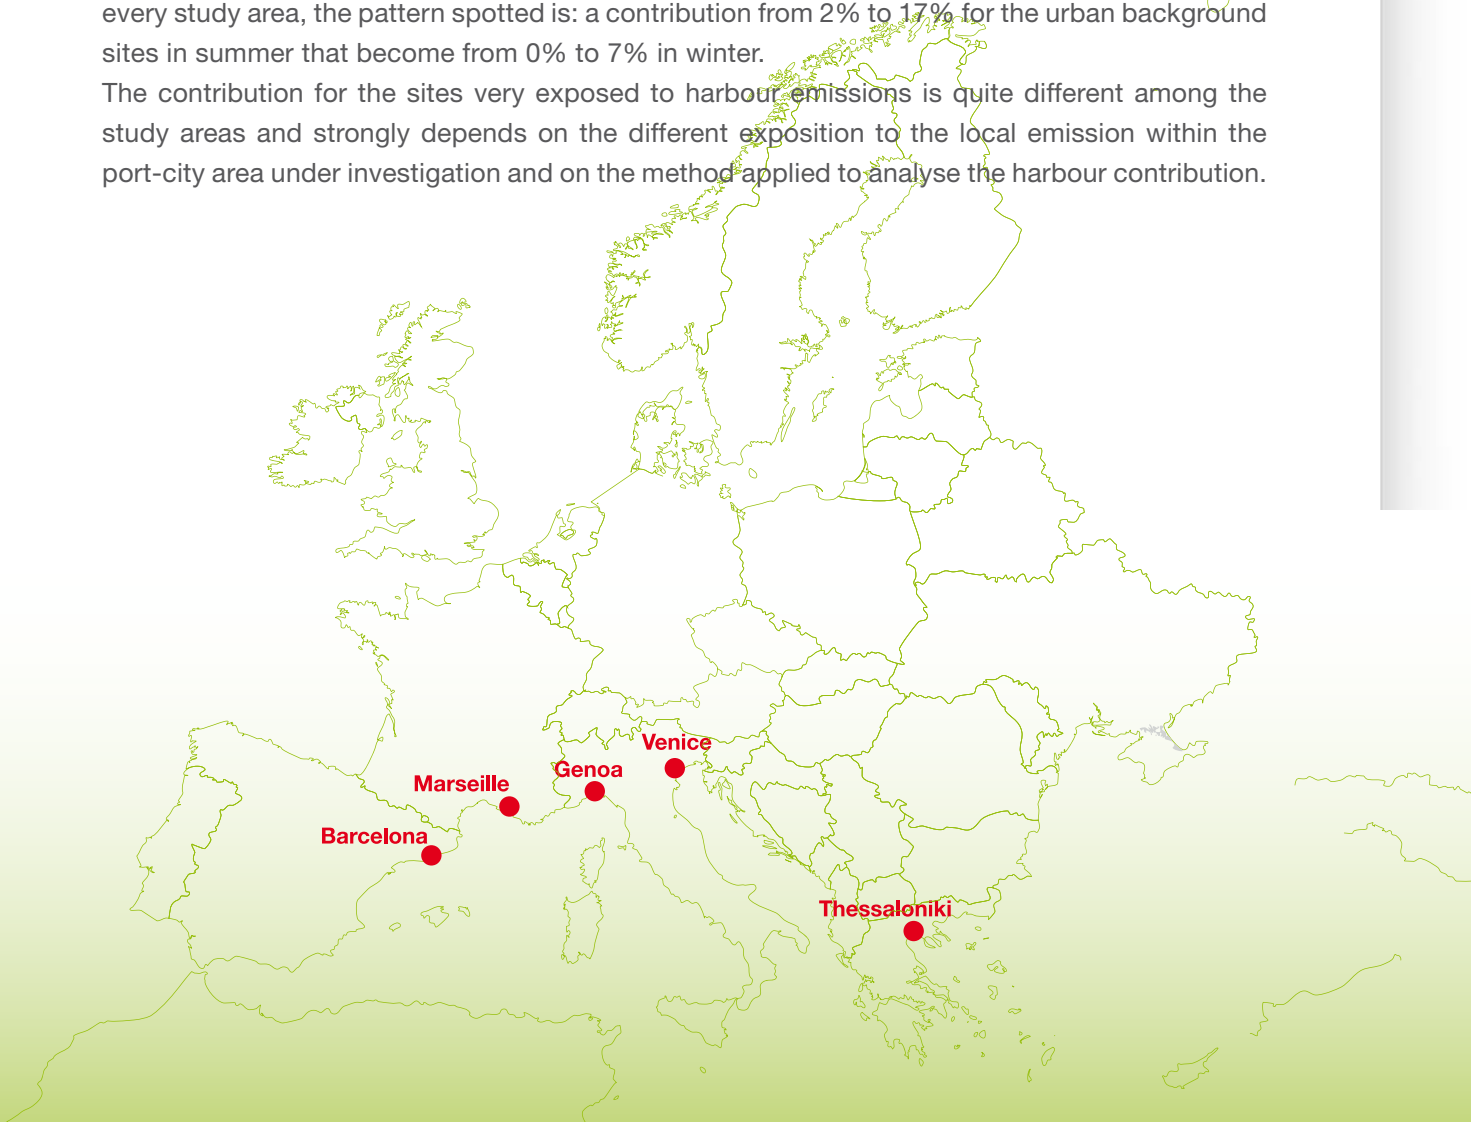 every study area, the pattern spotted is: a contribution from 2% to 17% for the urban background
sites in summer that become from 0% to 7% in winter.
The contribution for the sites very exposed to harbour emissions is quite different among the
study areas and strongly depends on the different exposition to the local emission within the
port-city area under investigation and on the method applied to analyse the harbour contribution.
Venice
Genoa
Marseille
Barcelona
Thessaloniki